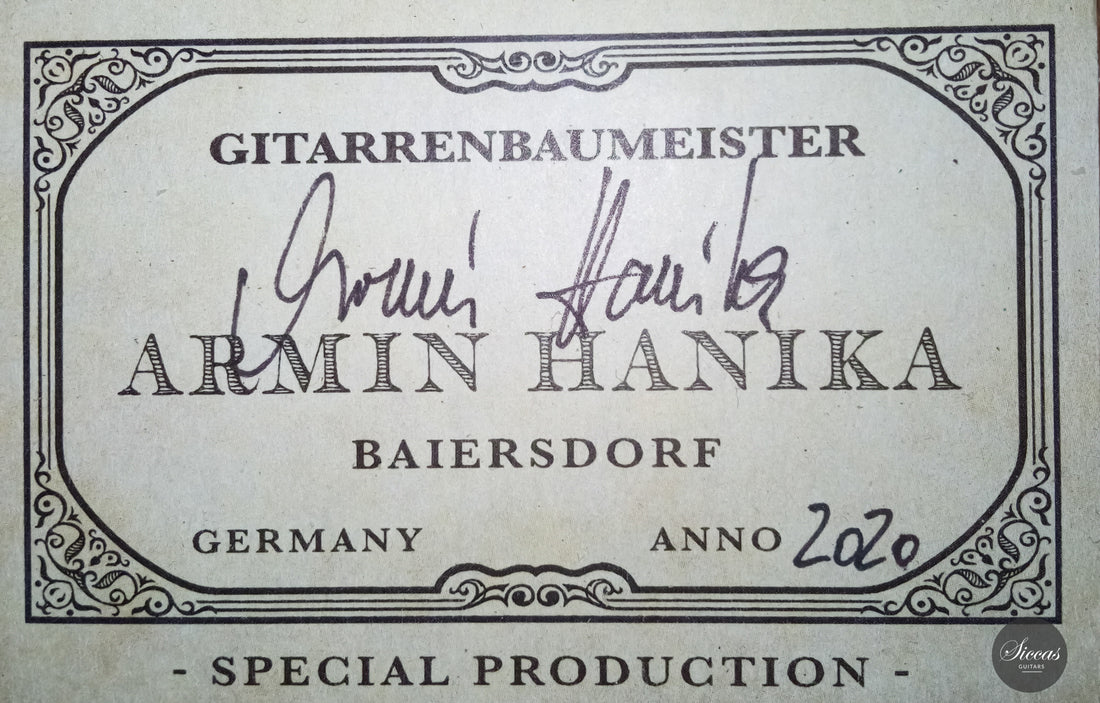 GITARRENBAUMEISTER
Armin Hanika
ARMIN HANIKA
BAIERSDORF
GERMANY ANNO 2020
- SPECIAL PRODUCTION -
Siccas
GUITARS